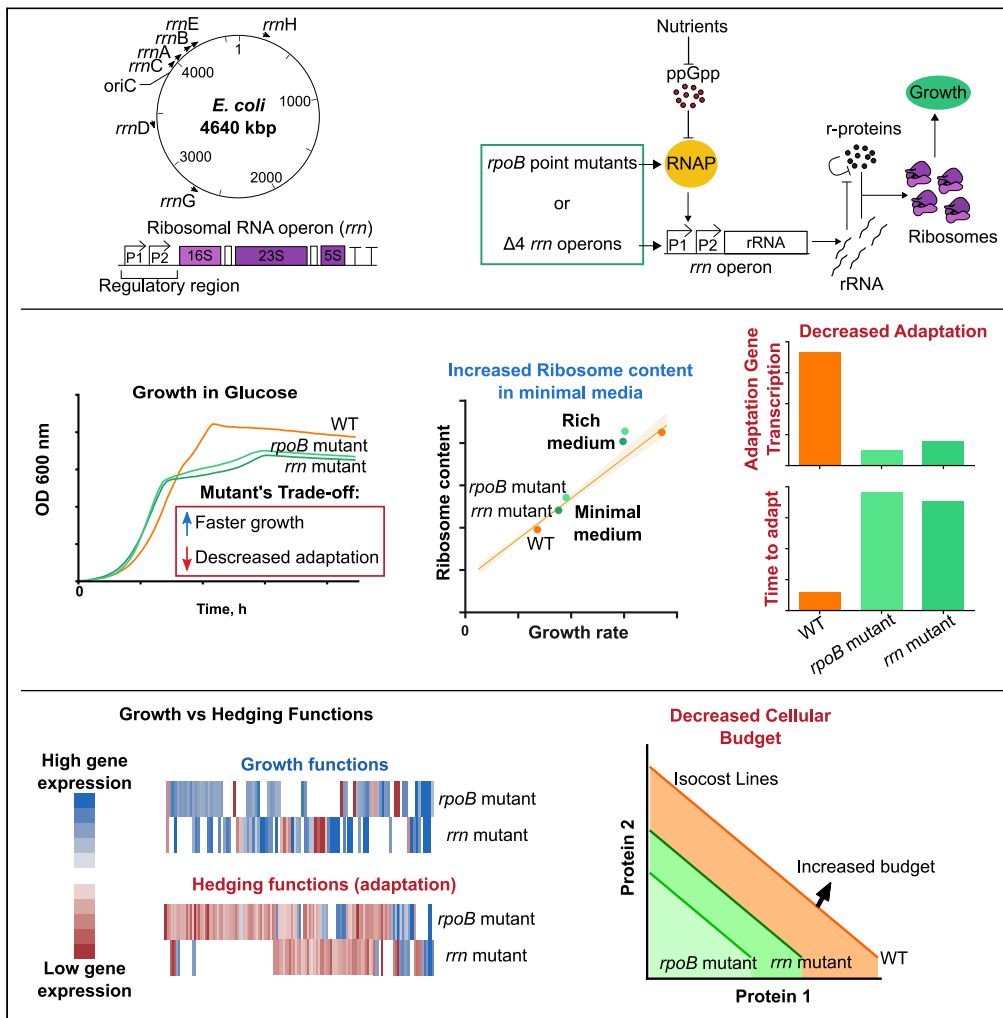 rrnE
rrnB
rrnA
rrnC
oriC
rrnD
rrnG
rrnH
1
1000
2000
3000
4000
E. coli
4640 kbp
Ribosomal RNA operon (rrn)
P1 P2 16S 23S 5S
Regulatory region
Nutrients
ppGpp
RNAP
rpoB point mutants
or
Δ4 rrn operons
P1 P2 rRNA
rrn operon
rRNA
r-proteins
Ribosomes
Growth
Growth in Glucose
OD 600 nm
WT
rpoB mutant
rrn mutant
Mutant's Trade-off:
Faster growth
Descreased adaptation
0
Time, h
Increased Ribosome content
in minimal media
Ribosome content
Rich
medium
rpoB mutant
rrn mutant
Minimal
medium
WT
0
Growth rate
Decreased Adaptation
Adaptation Gene
Transcription
Time to adapt
WT
rpoB mutant
rrn mutant
Growth vs Hedging Functions
High gene
expression
Low gene
expression
Growth functions
rpoB mutant
rrn mutant
Hedging functions (adaptation)
rpoB mutant
rrn mutant
Decreased Cellular
Budget
Isocost Lines
Increased budget
Protein 2
rpoB mutant
rrn mutant
WT
Protein 1